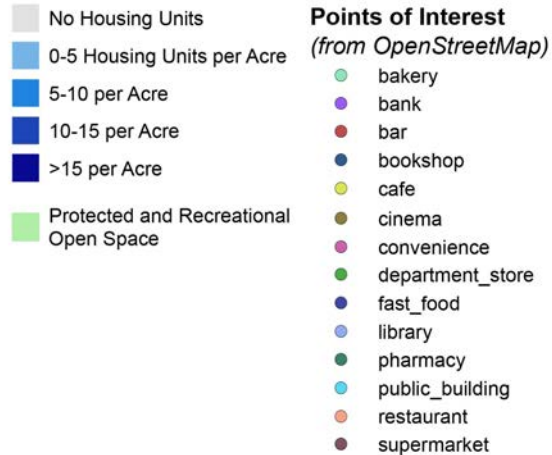 No Housing Units
0-5 Housing Units per Acre
5-10 per Acre
10-15 per Acre
>15 per Acre
Protected and Recreational
Open Space
Points of Interest
(from OpenStreetMap)
bakery
bank
bar
bookshop
cafe
cinema
convenience
department_store
fast_food
library
pharmacy
public_building
restaurant
supermarket